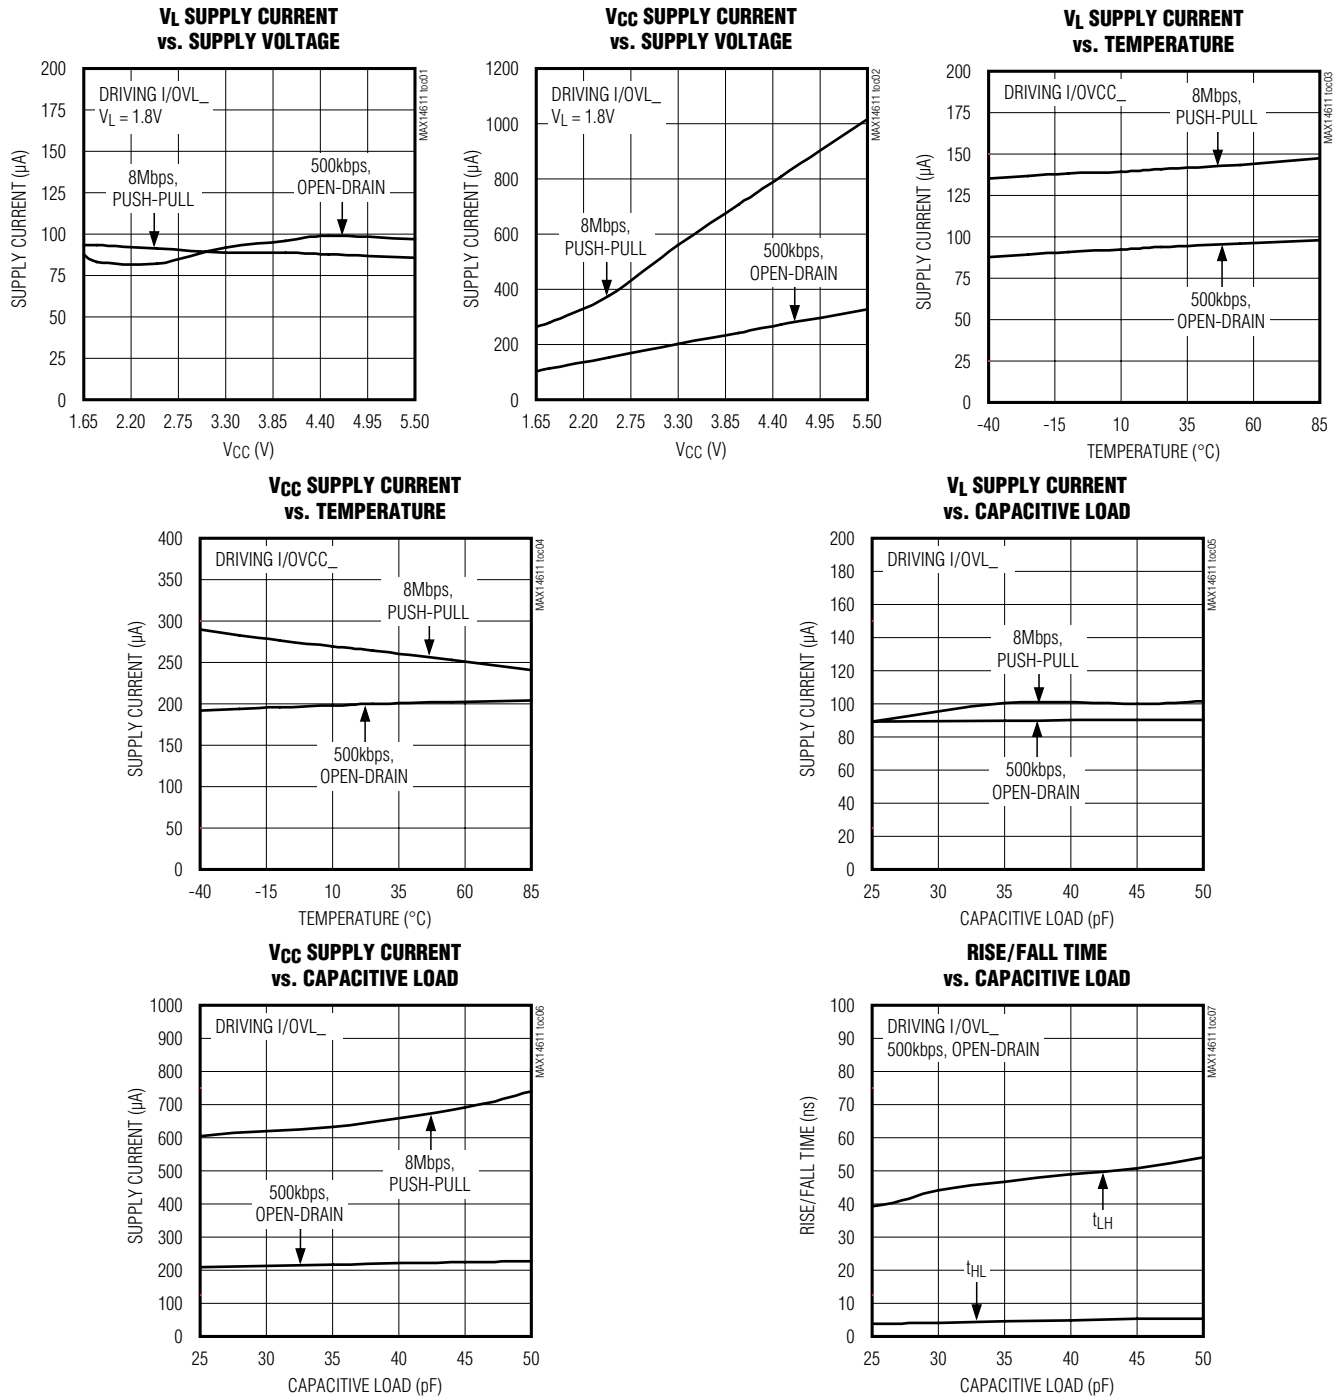 VL SUPPLY CURRENT
vs. SUPPLY VOLTAGE
200
175
150
125
100
75
50
25
0
SUPPLY CURRENT (µA)
DRIVING I/OVL_
VL = 1.8V
8Mbps,
PUSH-PULL
500kbps,
OPEN-DRAIN
MAX14611 toc01
1.65 2.20 2.75 3.30 3.85 4.40 4.95 5.50
VCC (V)
VCC SUPPLY CURRENT
vs. SUPPLY VOLTAGE
1200
1000
800
600
400
200
0
SUPPLY CURRENT (µA)
DRIVING I/OVL_
VL = 1.8V
8Mbps,
PUSH-PULL
500kbps,
OPEN-DRAIN
MAX14611 toc02
1.65 2.20 2.75 3.30 3.85 4.40 4.95 5.50
VCC (V)
VL SUPPLY CURRENT
vs. TEMPERATURE
200
175
150
125
100
75
50
25
0
SUPPLY CURRENT (µA)
DRIVING I/OVCC_
8Mbps,
PUSH-PULL
500kbps,
OPEN-DRAIN
MAX14611 toc03
-40 -15 10 35 60 85
TEMPERATURE (°C)
VCC SUPPLY CURRENT
vs. TEMPERATURE
400
350
300
250
200
150
100
50
0
SUPPLY CURRENT (µA)
DRIVING I/OVCC_
8Mbps,
PUSH-PULL
500kbps,
OPEN-DRAIN
MAX14611 toc04
-40 -15 10 35 60 85
TEMPERATURE (°C)
VL SUPPLY CURRENT
vs. CAPACITIVE LOAD
200
180
160
140
120
100
80
60
40
20
0
SUPPLY CURRENT (µA)
DRIVING I/OVL_
8Mbps,
PUSH-PULL
500kbps,
OPEN-DRAIN
MAX14611 toc05
25 30 35 40 45 50
CAPACITIVE LOAD (pF)
VCC SUPPLY CURRENT
vs. CAPACITIVE LOAD
1000
900
800
700
600
500
400
300
200
100
0
SUPPLY CURRENT (µA)
DRIVING I/OVL_
8Mbps,
PUSH-PULL
500kbps,
OPEN-DRAIN
MAX14611 toc06
25 30 35 40 45 50
CAPACITIVE LOAD (pF)
RISE/FALL TIME
vs. CAPACITIVE LOAD
100
90
80
70
60
50
40
30
20
10
0
RISE/FALL TIME (ns)
DRIVING I/OVL_
500kbps, OPEN-DRAIN
tLH
tHL
MAX14611 toc07
25 30 35 40 45 50
CAPACITIVE LOAD (pF)